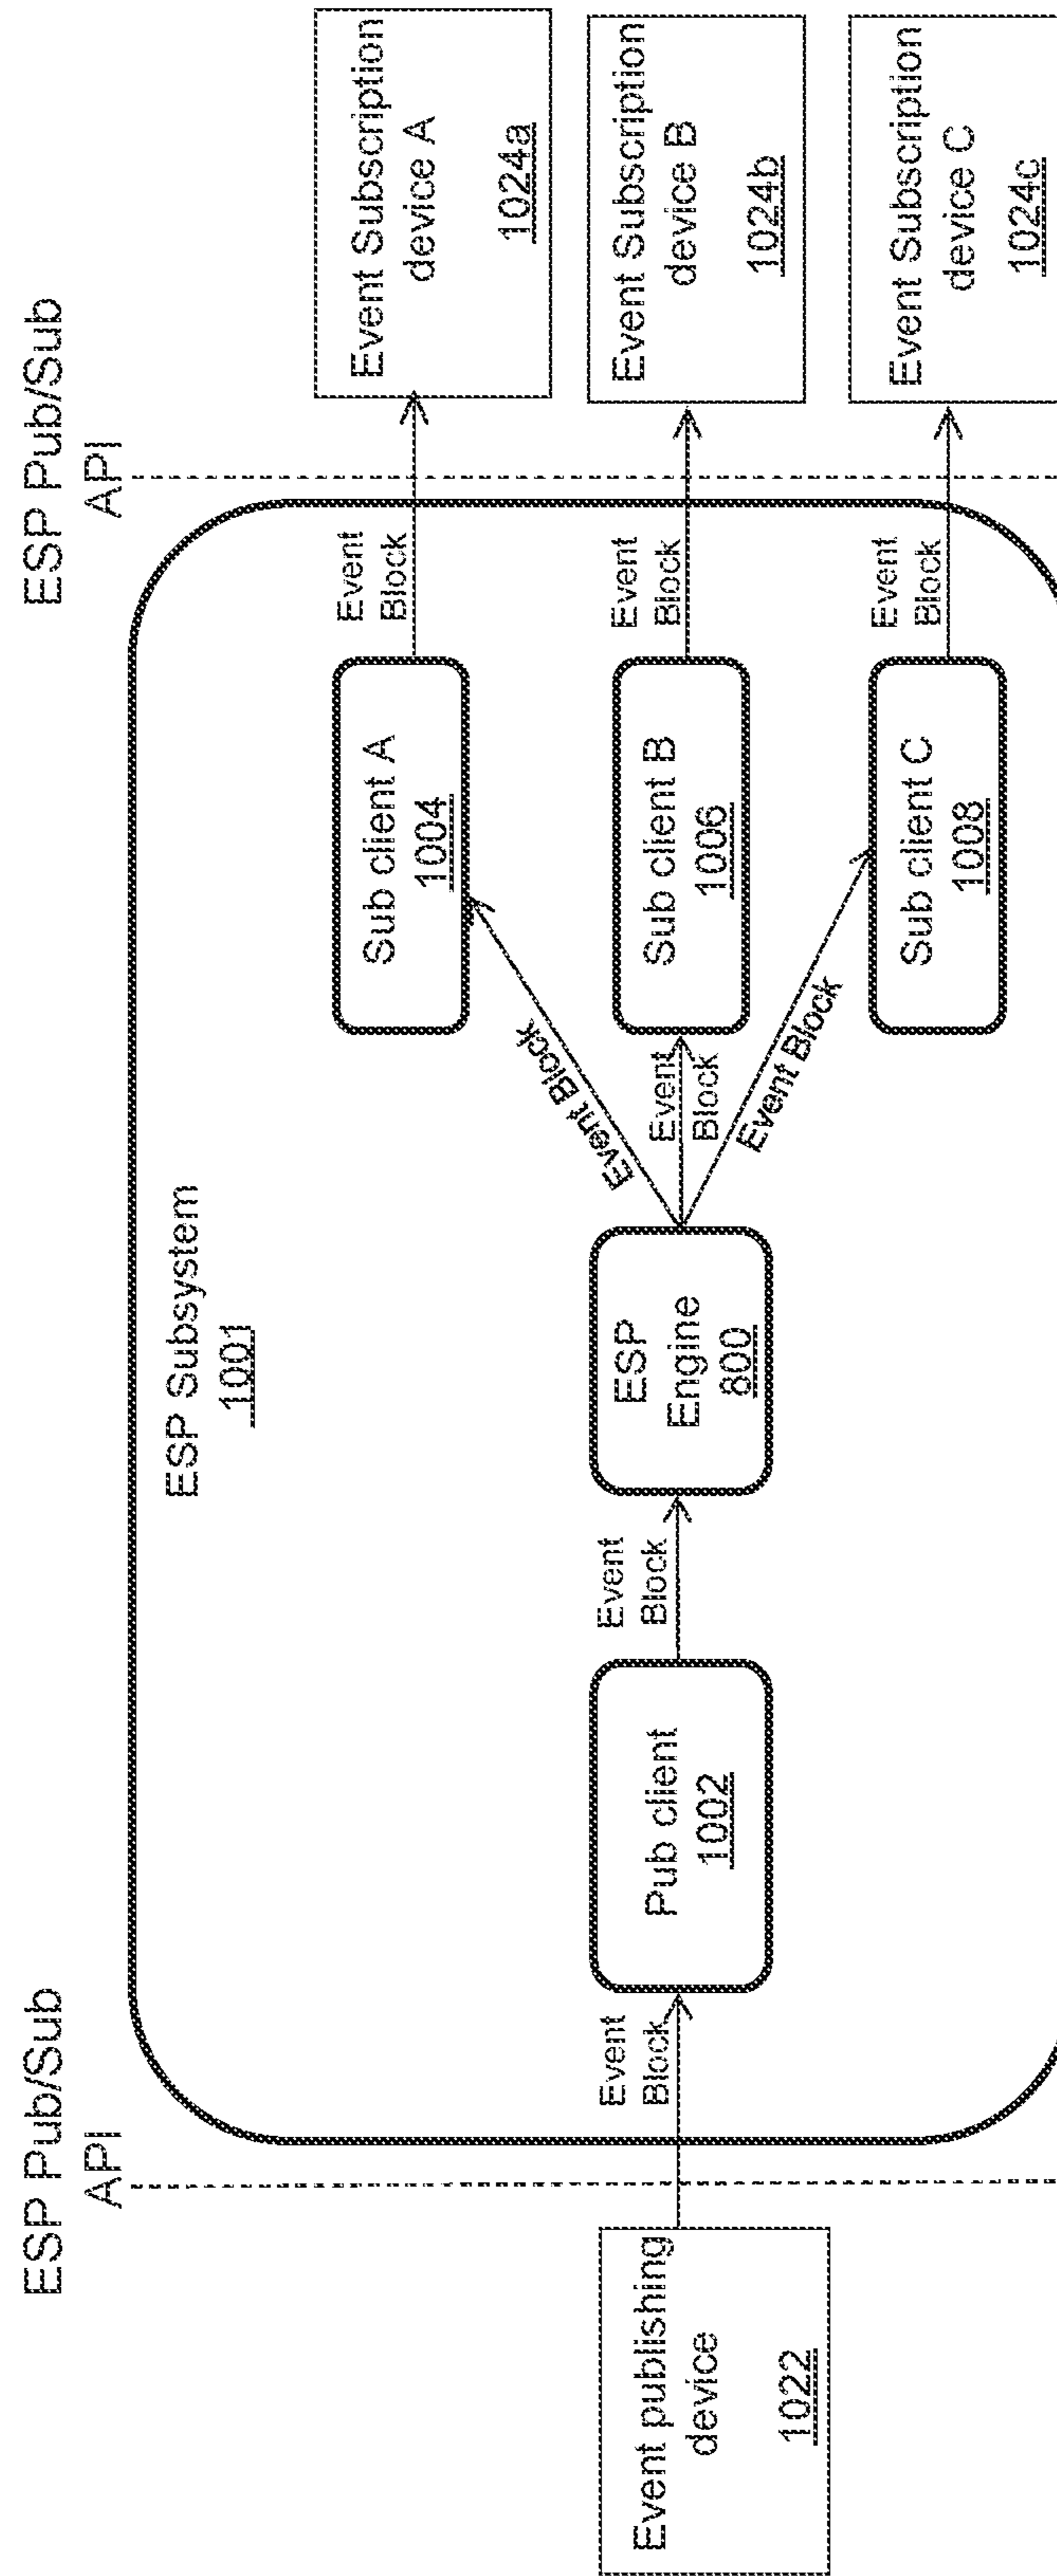 ESP Pub/Sub
API
ESP Pub/Sub
API
ESP Subsystem
1001
Event publishing
device
1022
Event
Block
Pub client
1002
Event
Block
ESP
Engine
800
Event Block
Event
Block
Event Block
Sub client A
1004
Sub client B
1006
Sub client C
1008
Event
Block
Event
Block
Event
Block
Event Subscription
device A
1024a
Event Subscription
device B
1024b
Event Subscription
device C
1024c